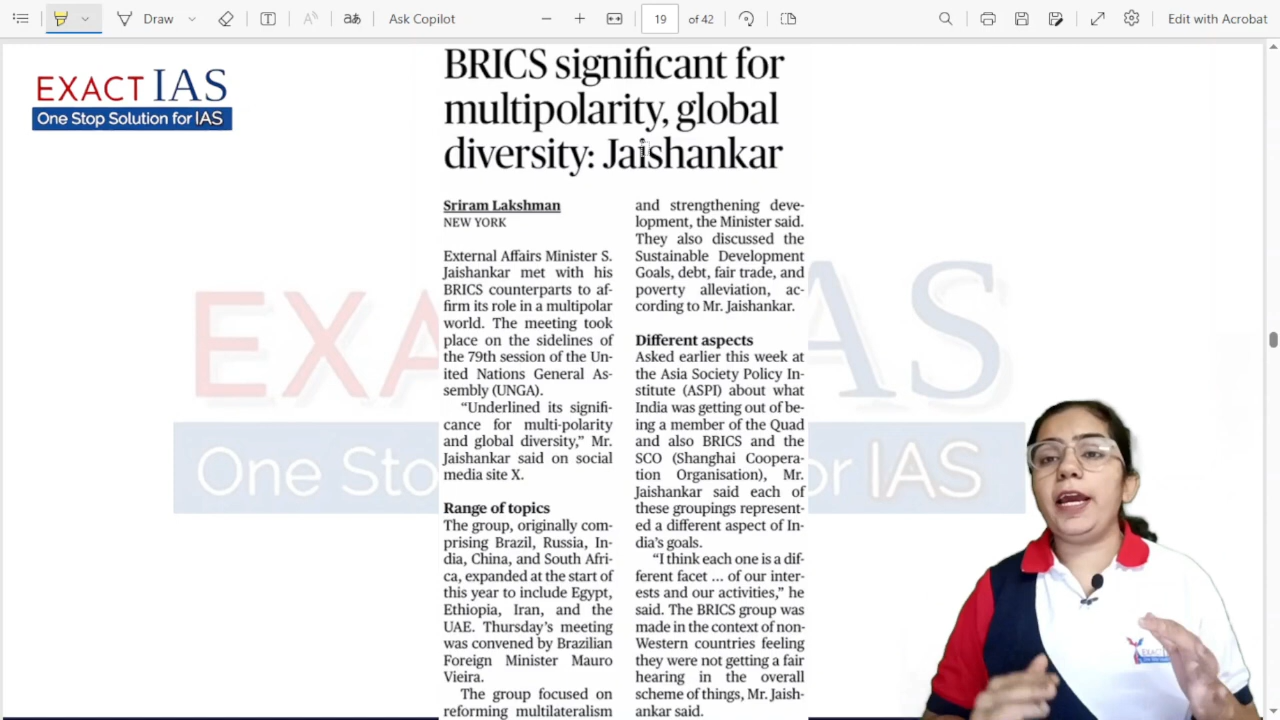 Draw
Ask Copilot
19 of 42
Edit with Acrobat
EXACT IAS
One Stop Solution for IAS
BRICS significant for
multipolarity, global
diversity: Jaishankar
Sriram Lakshman
NEW YORK
External Affairs Minister S.
Jaishankar met with his
BRICS counterparts to af-
firm its role in a multipolar
world. The meeting took
place on the sidelines of
the 79th session of the Un-
ited Nations General As-
sembly (UNGA).
“Underlined its signifi-
cance for multi-polarity
and global diversity,” Mr.
Jaishankar said on social
media site X.
Range of topics
The group, originally com-
prising Brazil, Russia, In-
dia, China, and South Afri-
ca, expanded at the start of
this year to include Egypt,
Ethiopia, Iran, and the
UAE. Thursday’s meeting
was convened by Brazilian
Foreign Minister Mauro
Vieira.
The group focused on
reforming multilateralism
and strengthening deve-
lopment, the Minister said.
They also discussed the
Sustainable Development
Goals, debt, fair trade, and
poverty alleviation, ac-
cording to Mr. Jaishankar.
Different aspects
Asked earlier this week at
the Asia Society Policy In-
stitute (ASPI) about what
India was getting out of be-
ing a member of the Quad
and also BRICS and the
SCO (Shanghai Coopera-
tion Organisation), Mr.
Jaishankar said each of
these groupings represent-
ed a different aspect of In-
dia’s goals.
“I think each one is a dif-
ferent facet ... of our inter-
ests and our activities,” he
said. The BRICS group was
made in the context of non-
Western countries feeling
they were not getting a fair
hearing in the overall
scheme of things, Mr. Jaish-
ankar said.
EXA AS
One Sto or IAS
EXACT